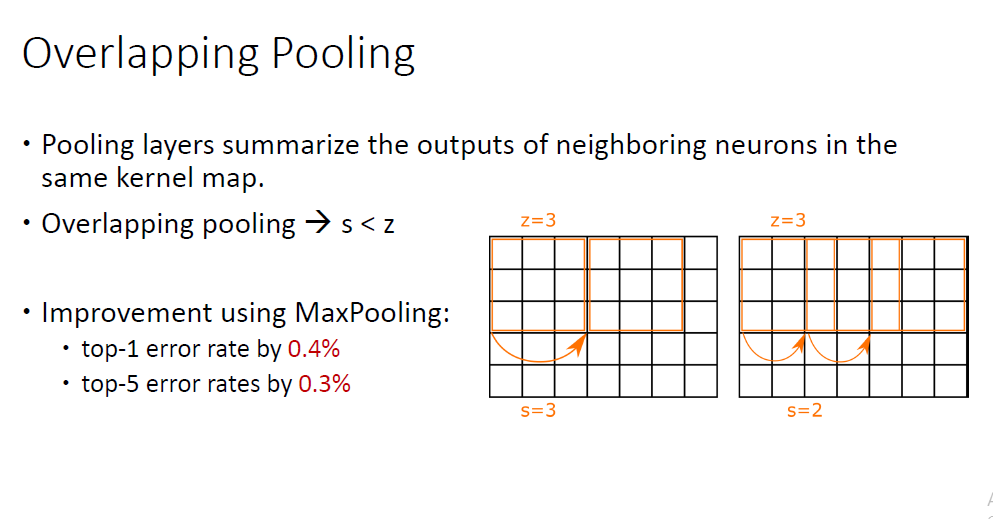 Overlapping Pooling
• Pooling layers summarize the outputs of neighboring neurons in the
same kernel map.
• Overlapping pooling → s < z
z=3
z=3
• Improvement using MaxPooling:
• top-1 error rate by 0.4%
• top-5 error rates by 0.3%
s=3
s=2